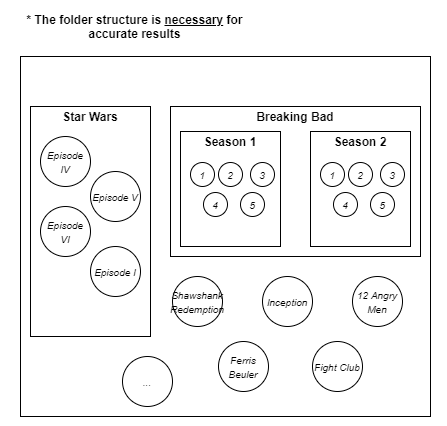 * The folder structure is necessary for
accurate results
Star Wars
Breaking Bad
Season 1
Season 2
Episode
IV
Episode V
Episode
VI
Episode I
1 2 3
4 5
1 2 3
4 5
Shawshank
Redemption
Inception
12 Angry
Men
...
Ferris
Beuler
Fight Club